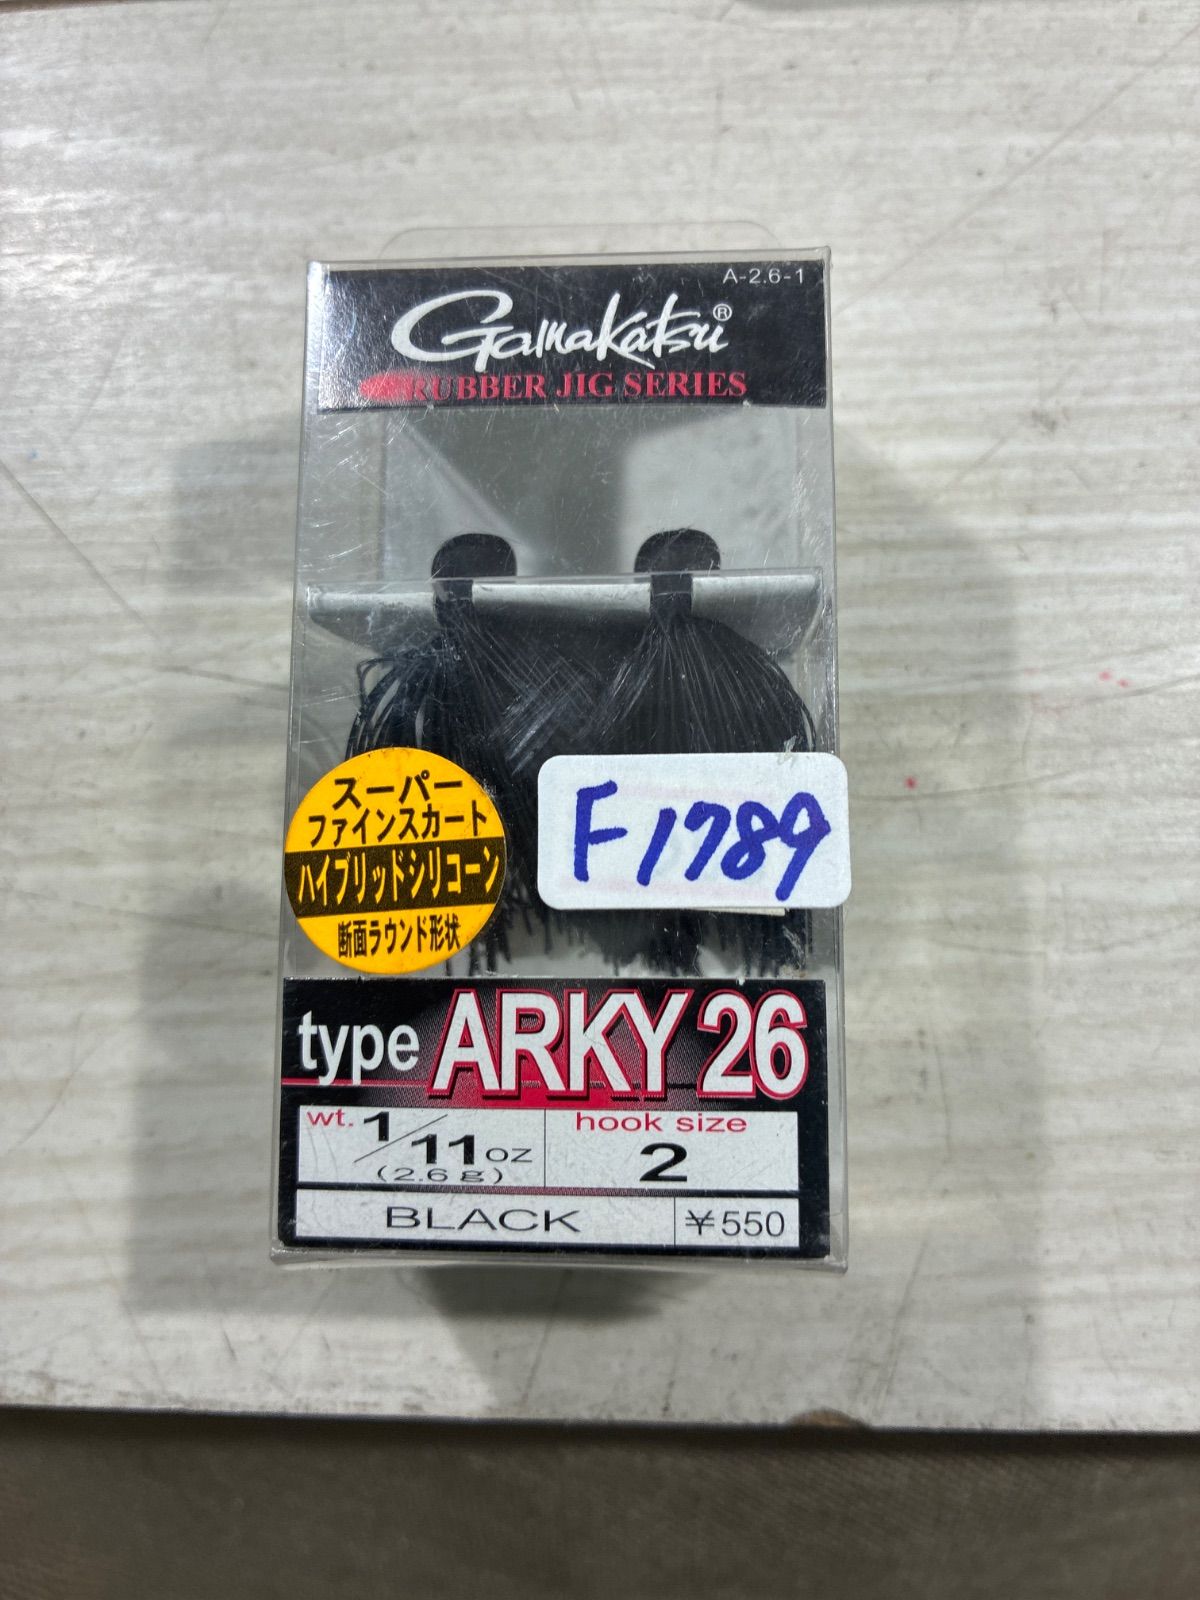 A-2.6-1
Gamakatsu®
RUBBER JIG SERIES
スーパー
ファインスカート
ハイブリッドシリコーン
断面ラウンド形状
F1789
type ARKY 26
wt. 1/11oz
(2.6g)
hook size
2
BLACK
¥550